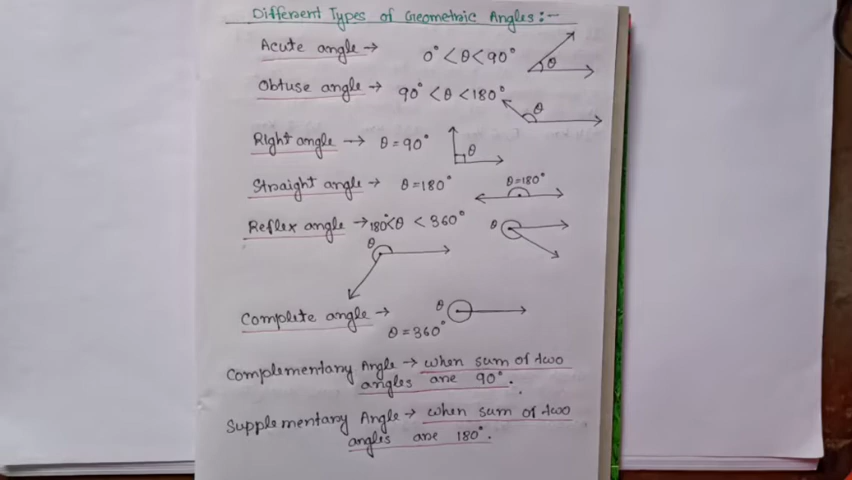 Different Types of Geometric Angles:-
Acute angle → 0° < θ < 90° θ
Obtuse angle → 90° < θ < 180° θ
Right angle → θ = 90° θ
Straight angle → θ = 180° θ = 180°
Reflex angle → 180° < θ < 360° θ
θ
Complete angle → θ
θ = 360°
Complementary Angle → when sum of two
angles are 90°.
Supplementary Angle → when sum of two
angles are 180°.